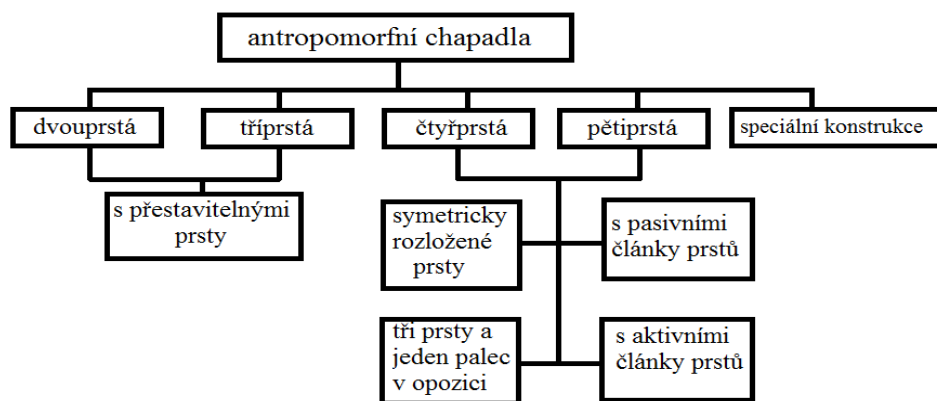 antropomorfní chapadla
dvouprstá
tříprstá
čtyřprstá
pětiprstá
speciální konstrukce
s přestavitelnými
prsty
symetricky
rozložené
prsty
s pasivními
články prstů
tři prsty a
jeden palec
v opozici
s aktivními
články prstů